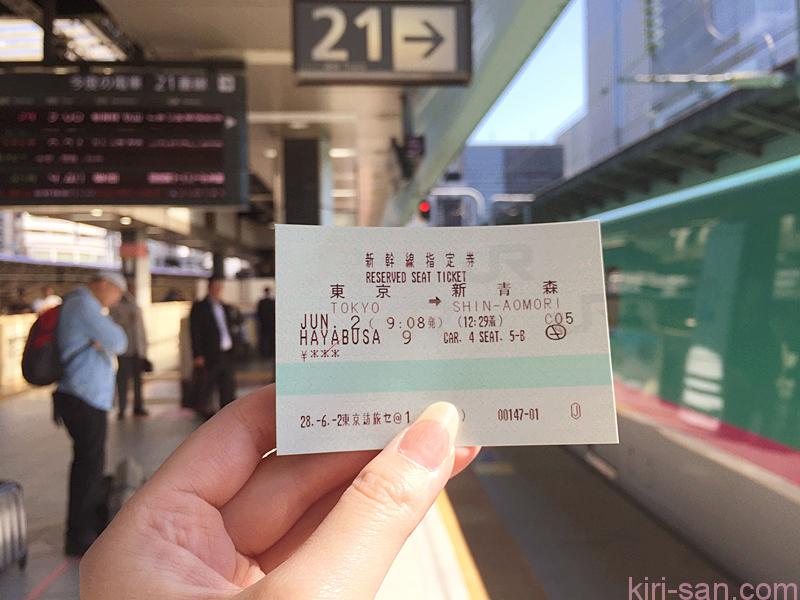 21 →
今度の電車 21番線
新幹線指定券
RESERVED SEAT TICKET
東京 → 新青森
TOKYO SHIN-AOMORI
JUN. 2 ( 9:08発) (12:29着) C05
HAYABUSA 9 CAR. 4 SEAT. 5-B
¥***
28.-6.-2東京 旅セ@1 ) 00147-01
kiri-san.com